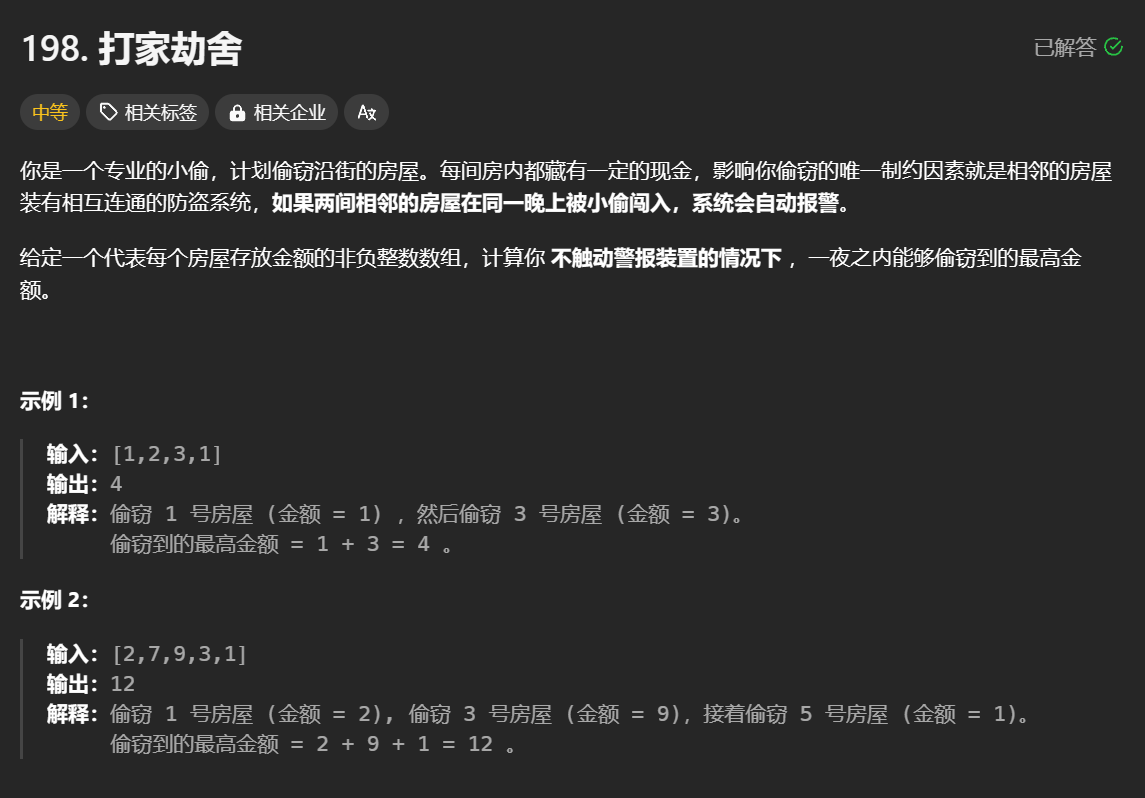 198. 打家劫舍
已解答
中等
相关标签
相关企业
A文
你是一个专业的小偷，计划偷窃沿街的房屋。每间房内都藏有一定的现金，影响你偷窃的唯一制约因素就是相邻的房屋
装有相互连通的防盗系统，如果两间相邻的房屋在同一晚上被小偷闯入，系统会自动报警。
给定一个代表每个房屋存放金额的非负整数数组，计算你 不触动警报装置的情况下 ，一夜之内能够偷窃到的最高金
额。
示例 1：
输入：[1,2,3,1]
输出：4
解释：偷窃 1 号房屋 (金额 = 1) ，然后偷窃 3 号房屋 (金额 = 3)。
偷窃到的最高金额 = 1 + 3 = 4 。
示例 2：
输入：[2,7,9,3,1]
输出：12
解释：偷窃 1 号房屋 (金额 = 2), 偷窃 3 号房屋 (金额 = 9)，接着偷窃 5 号房屋 (金额 = 1)。
偷窃到的最高金额 = 2 + 9 + 1 = 12 。